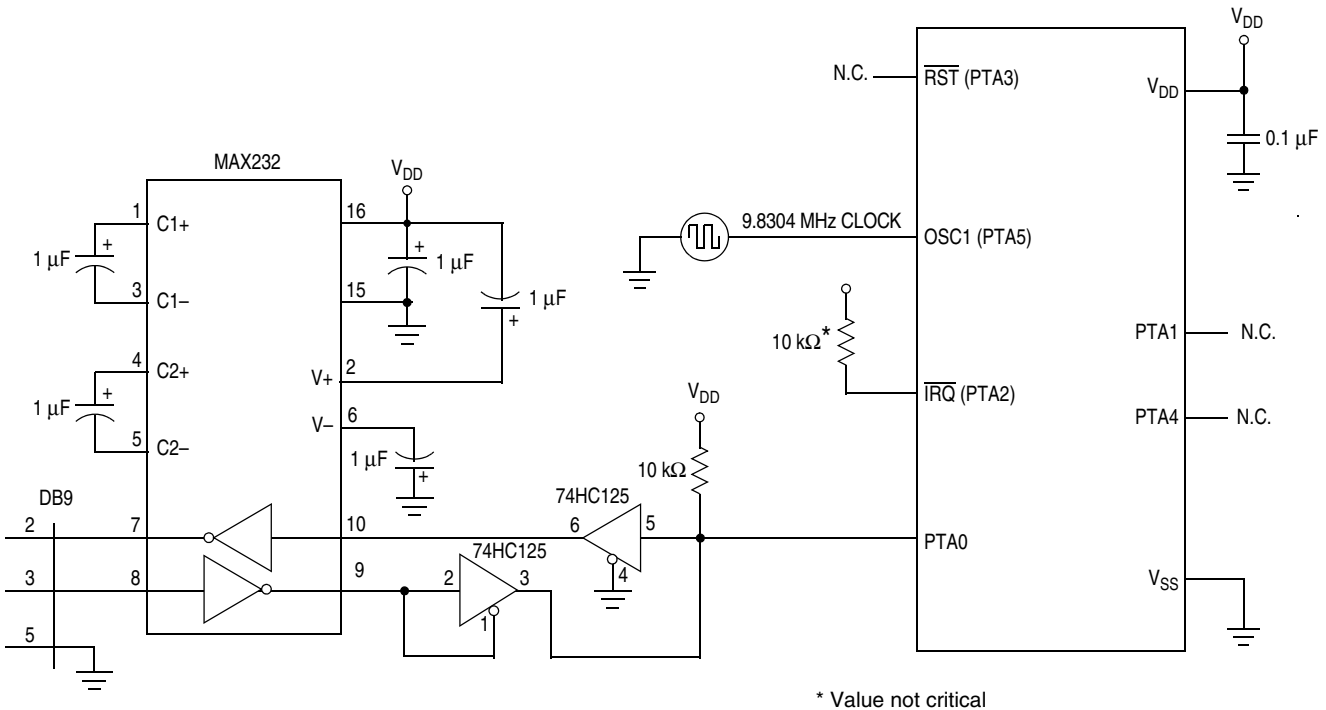 V_DD
N.C.
RST (PTA3)
V_DD
0.1 µF
MAX232
V_DD
1
C1+
16
+
1 µF
+
1 µF
9.8304 MHz CLOCK
OSC1 (PTA5)
3
C1–
15
1 µF
+
10 kΩ*
PTA1
N.C.
4
C2+
V+
2
V_DD
IRQ (PTA2)
1 µF
+
V–
6
PTA4
N.C.
5
C2–
1 µF
+
10 kΩ
DB9
74HC125
2
7
10
6
5
PTA0
74HC125
4
3
8
9
2
3
V_SS
1
5
* Value not critical